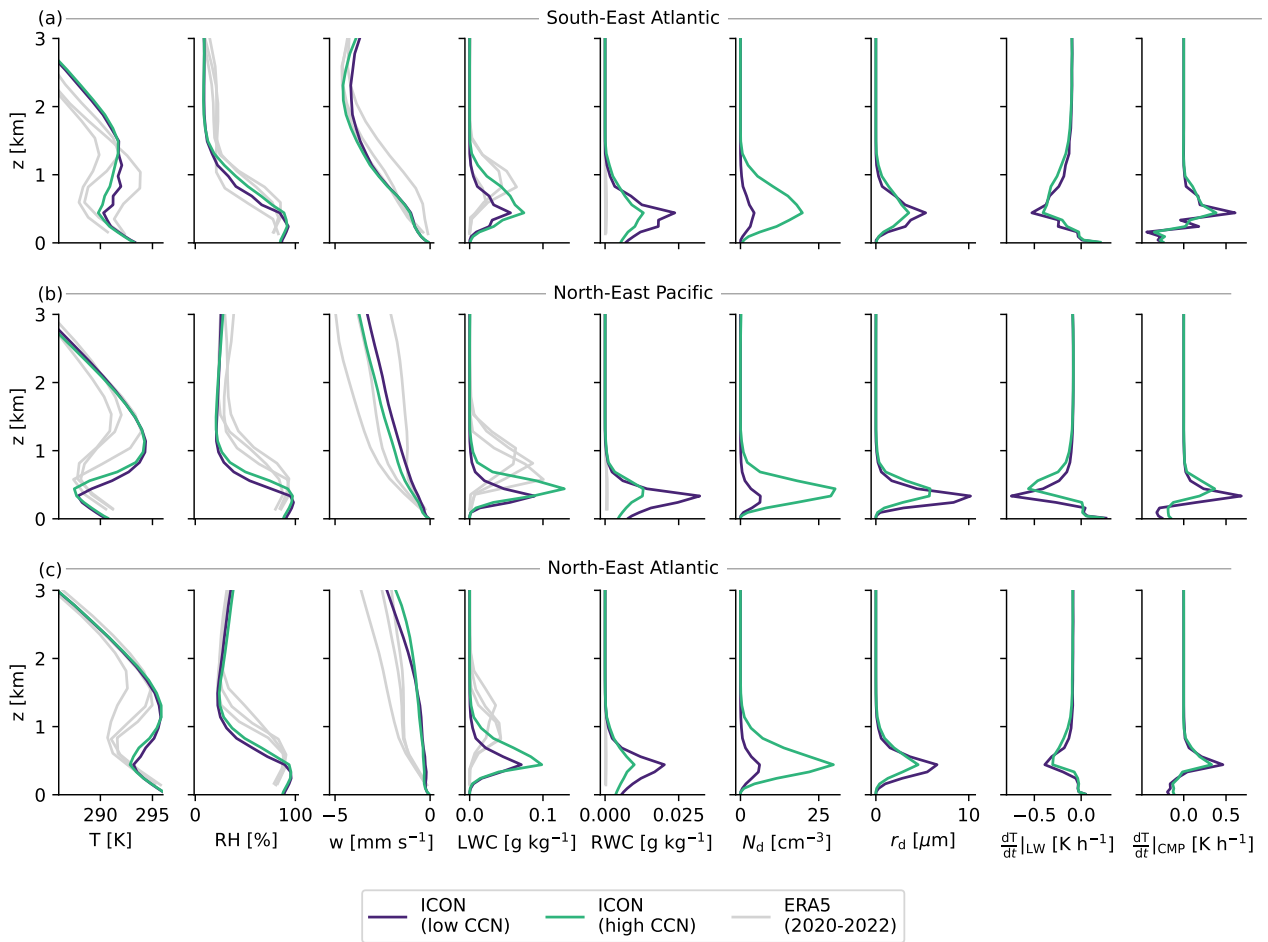 (a) South-East Atlantic
3
2
1
0
z [km]
(b) North-East Pacific
3
2
1
0
z [km]
(c) North-East Atlantic
3
2
1
0
z [km]
290 295 0 100 −5 0 0.0 0.1 0.000 0.025 0 25 0 10 −0.5 0.0 0.0 0.5
T [K] RH [%] w [mm s⁻¹] LWC [g kg⁻¹] RWC [g kg⁻¹] N_d [cm⁻³] r_d [μm] dT/dt|LW [K h⁻¹] dT/dt|CMP [K h⁻¹]
ICON ICON ERA5
(low CCN) (high CCN) (2020-2022)